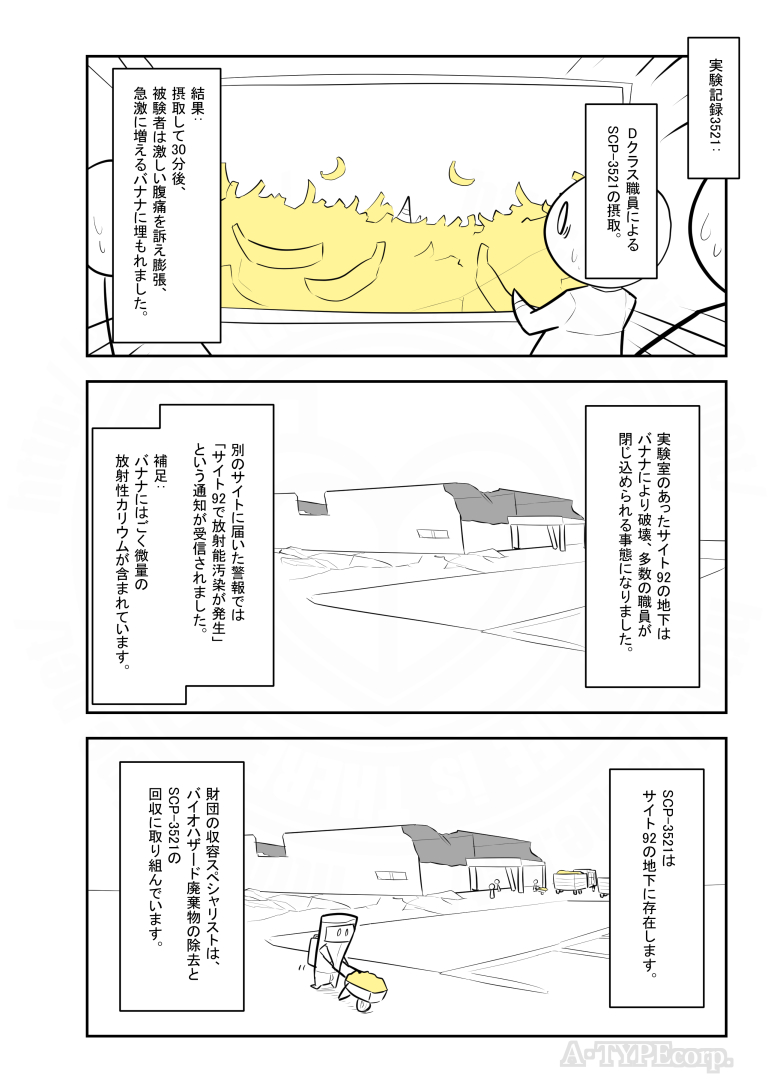 実験記録3521:
Dクラス職員による
SCP-3521の摂取。
結果:
摂取して30分後、
被験者は激しい腹痛を訴え膨張、
急激に増えるバナナに埋もれました。
実験室のあったサイト92の地下は
バナナにより破壊、多数の職員が
閉じ込められる事態になりました。
別のサイトに届いた警報では
「サイト92で放射能汚染が発生」
という通知が受信されました。
補足:
バナナにはごく微量の
放射性カリウムが含まれています。
SCP-3521は
サイト92の地下に存在します。
財団の収容スペシャリストは、
バイオハザード廃棄物の除去と
SCP-3521の
回収に取り組んでいます。
A-TYPEcorp.